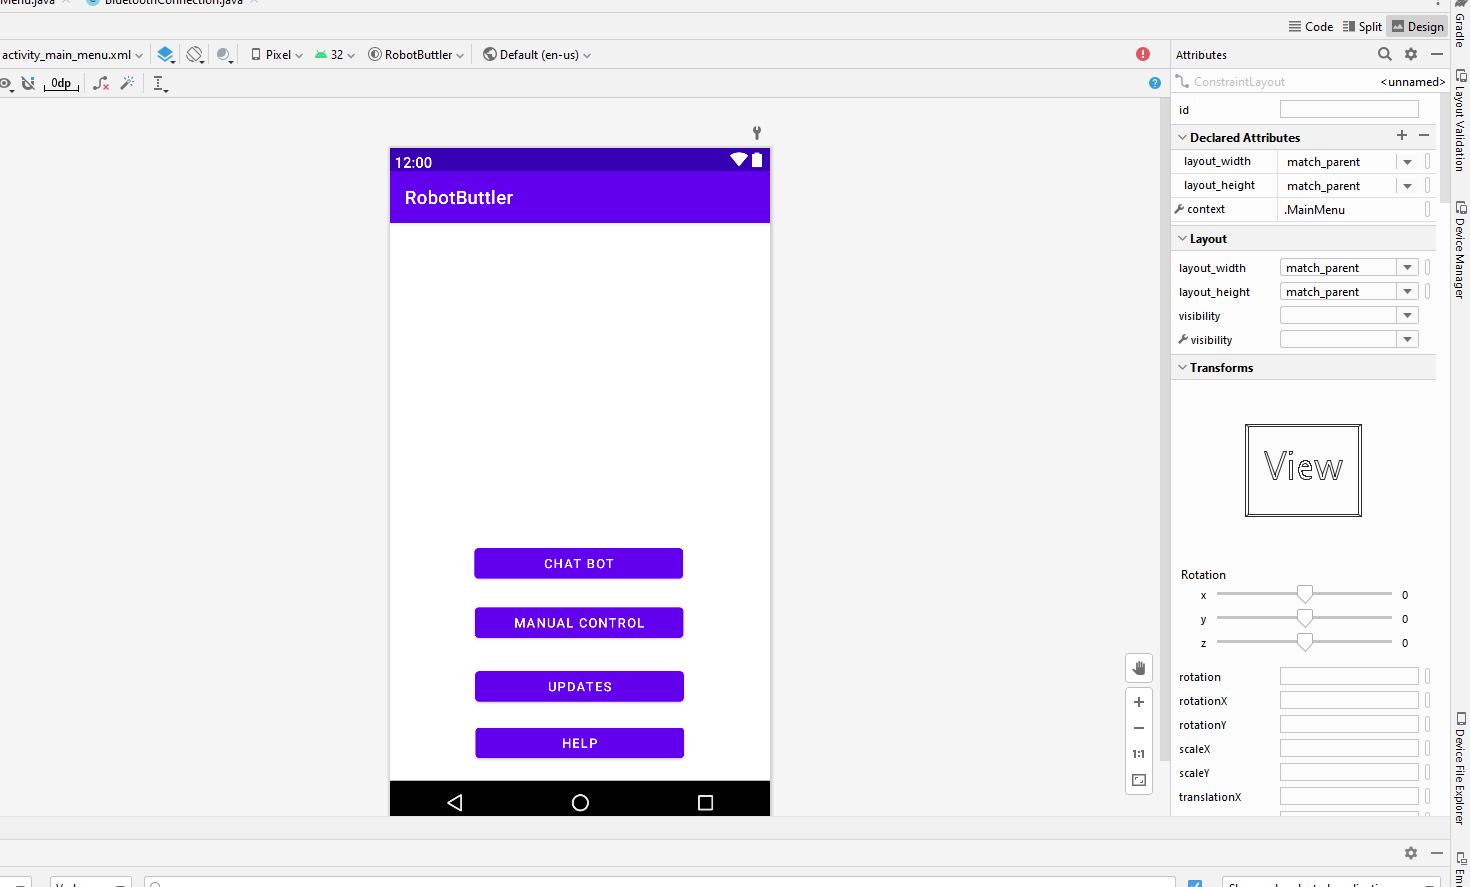 Menu.java BluetoothConnection.java
Code Split Design
activity_main_menu.xml Pixel 32 RobotButtler Default (en-us)
0dp
Attributes
ConstraintLayout <unnamed>
id
Declared Attributes
layout_width match_parent
layout_height match_parent
context .MainMenu
Layout
layout_width match_parent
layout_height match_parent
visibility
visibility
Transforms
View
Rotation
x 0
y 0
z 0
rotation
rotationX
rotationY
scaleX
scaleY
translationX
12:00
RobotButtler
CHAT BOT
MANUAL CONTROL
UPDATES
HELP
1:1
Gradle
Layout Validation
Device Manager
Device File Explorer